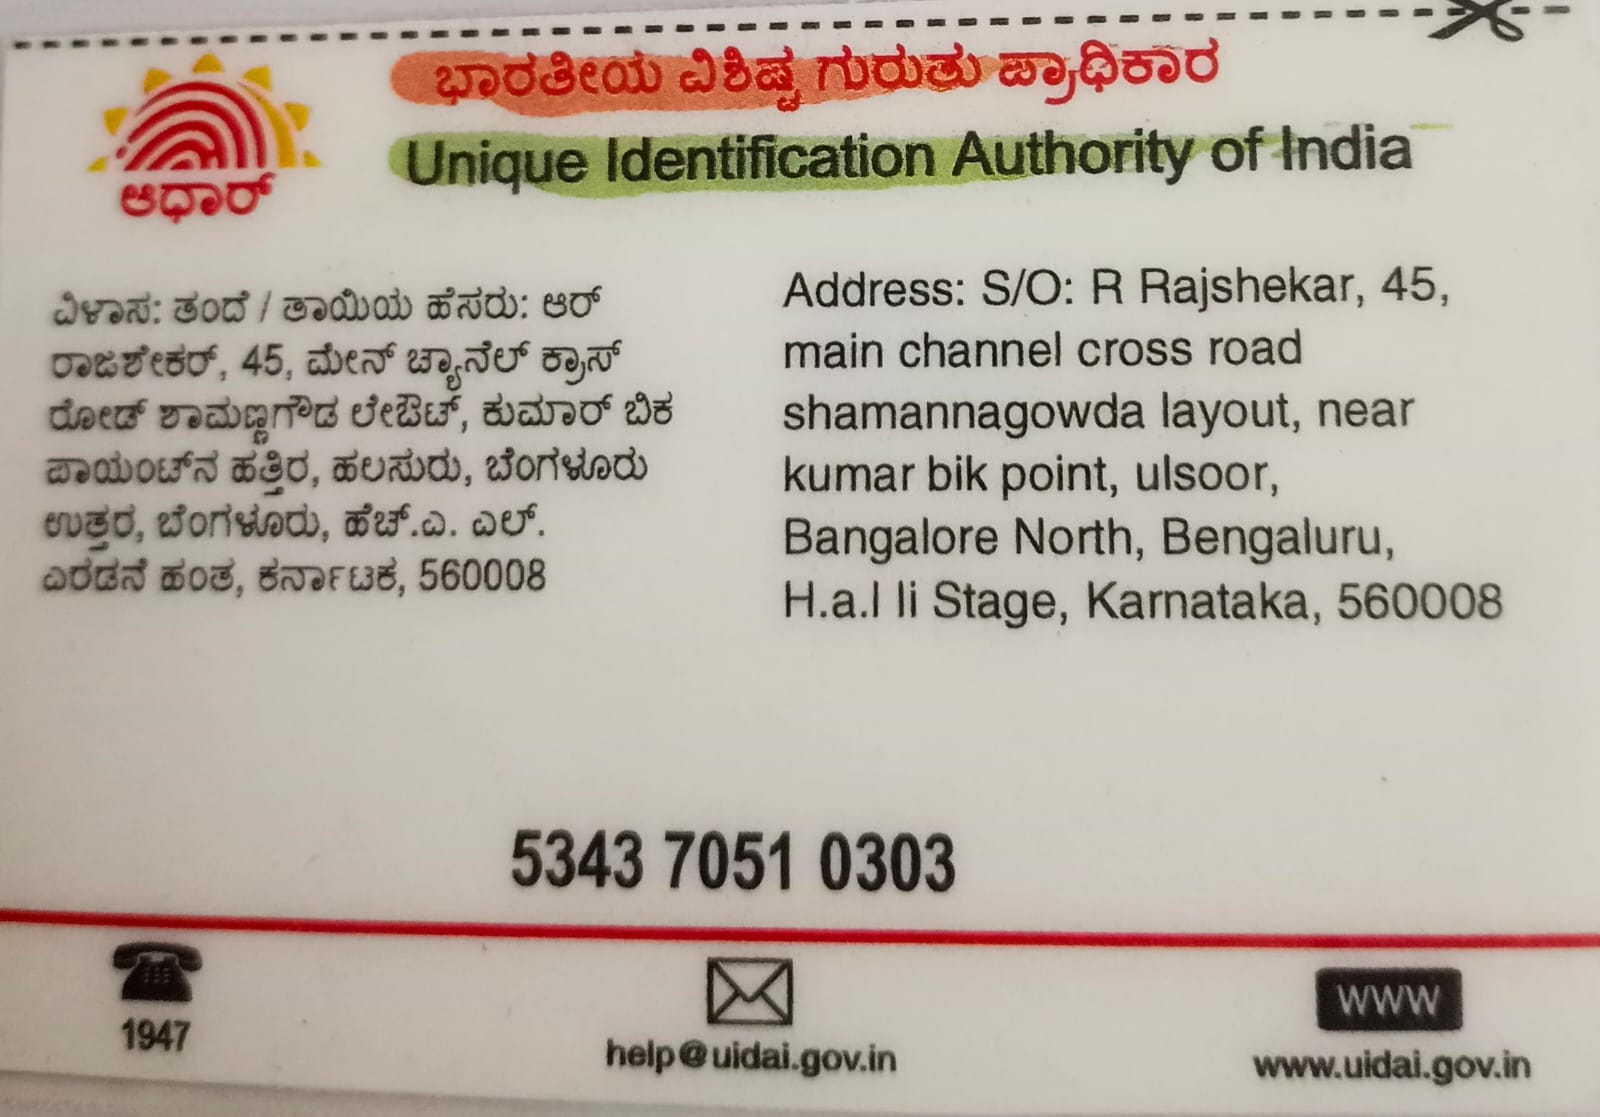 ಭಾರತೀಯ ವಿಶಿಷ್ಟ ಗುರುತು ಪ್ರಾಧಿಕಾರ
Unique Identification Authority of India
ಆಧಾರ್
ವಿಳಾಸ: ತಂದೆ / ತಾಯಿಯ ಹೆಸರು: ಆರ್
ರಾಜಶೇಕರ್, 45, ಮೇನ್ ಚ್ಯಾನೆಲ್ ಕ್ರಾಸ್
ರೋಡ್ ಶಾಮಣ್ಣಗೌಡ ಲೇಔಟ್, ಕುಮಾರ್ ಬಿಕ
ಪಾಯಂಟ್‌ನ ಹತ್ತಿರ, ಹಲಸುರು, ಬೆಂಗಳೂರು
ಉತ್ತರ, ಬೆಂಗಳೂರು, ಹೆಚ್.ಎ. ಎಲ್.
ಎರಡನೆ ಹಂತ, ಕರ್ನಾಟಕ, 560008
Address: S/O: R Rajshekar, 45,
main channel cross road
shamannagowda layout, near
kumar bik point, ulsoor,
Bangalore North, Bengaluru,
H.a.l Ii Stage, Karnataka, 560008
5343 7051 0303
1947
help@uidai.gov.in
www
www.uidai.gov.in